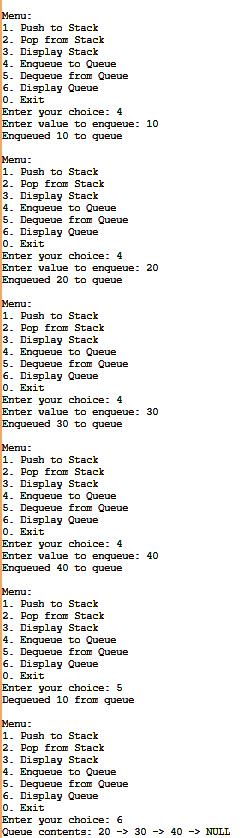 Menu:
1. Push to Stack
2. Pop from Stack
3. Display Stack
4. Enqueue to Queue
5. Dequeue from Queue
6. Display Queue
0. Exit
Enter your choice: 4
Enter value to enqueue: 10
Enqueued 10 to queue

Menu:
1. Push to Stack
2. Pop from Stack
3. Display Stack
4. Enqueue to Queue
5. Dequeue from Queue
6. Display Queue
0. Exit
Enter your choice: 4
Enter value to enqueue: 20
Enqueued 20 to queue

Menu:
1. Push to Stack
2. Pop from Stack
3. Display Stack
4. Enqueue to Queue
5. Dequeue from Queue
6. Display Queue
0. Exit
Enter your choice: 4
Enter value to enqueue: 30
Enqueued 30 to queue

Menu:
1. Push to Stack
2. Pop from Stack
3. Display Stack
4. Enqueue to Queue
5. Dequeue from Queue
6. Display Queue
0. Exit
Enter your choice: 4
Enter value to enqueue: 40
Enqueued 40 to queue

Menu:
1. Push to Stack
2. Pop from Stack
3. Display Stack
4. Enqueue to Queue
5. Dequeue from Queue
6. Display Queue
0. Exit
Enter your choice: 5
Dequeued 10 from queue

Menu:
1. Push to Stack
2. Pop from Stack
3. Display Stack
4. Enqueue to Queue
5. Dequeue from Queue
6. Display Queue
0. Exit
Enter your choice: 6
Queue contents: 20 -> 30 -> 40 -> NULL